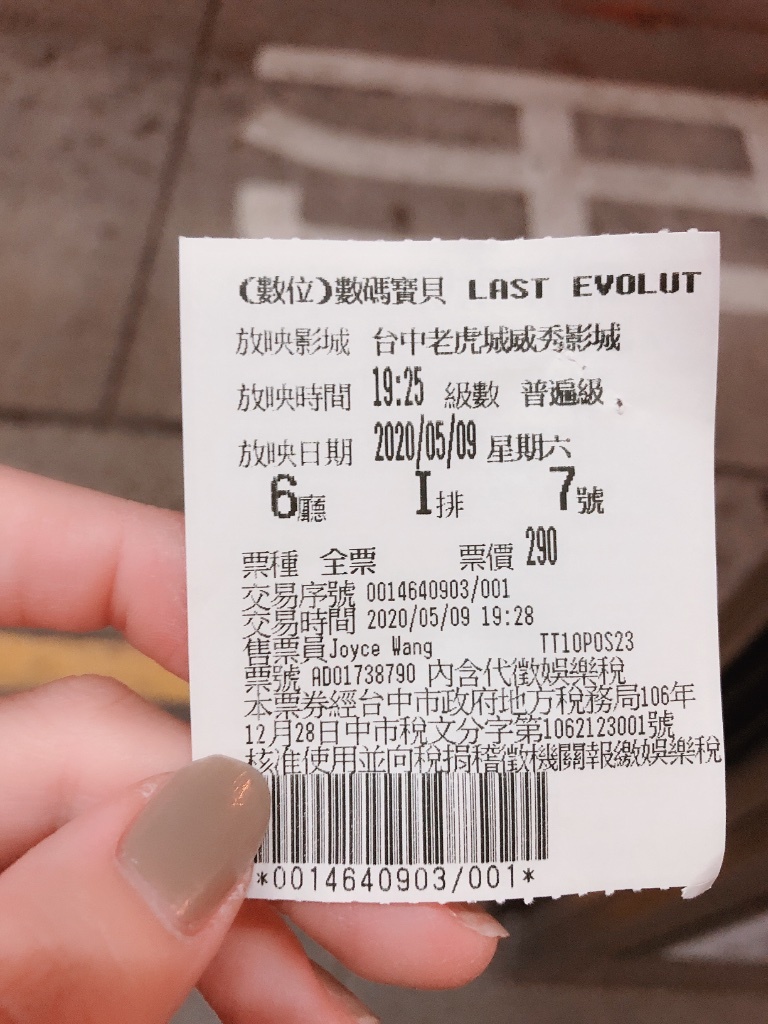 (數位)數碼寶貝 LAST EVOLUT
放映影城 台中老虎城威秀影城
放映時間 19:25 級數 普遍級
放映日期 2020/05/09 星期六
6廳 I排 7號
票種 全票 票價 290
交易序號 0014640903/001
交易時間 2020/05/09 19:28
售票員Joyce Wang TT10POS23
票號 AD01738790 內含代徵娛樂稅
本票券經台中市政府地方稅務局106年
12月28日中市稅文分字第1062123001號
核准使用並向稅捐稽徵機關報繳娛樂稅
*0014640903/001*